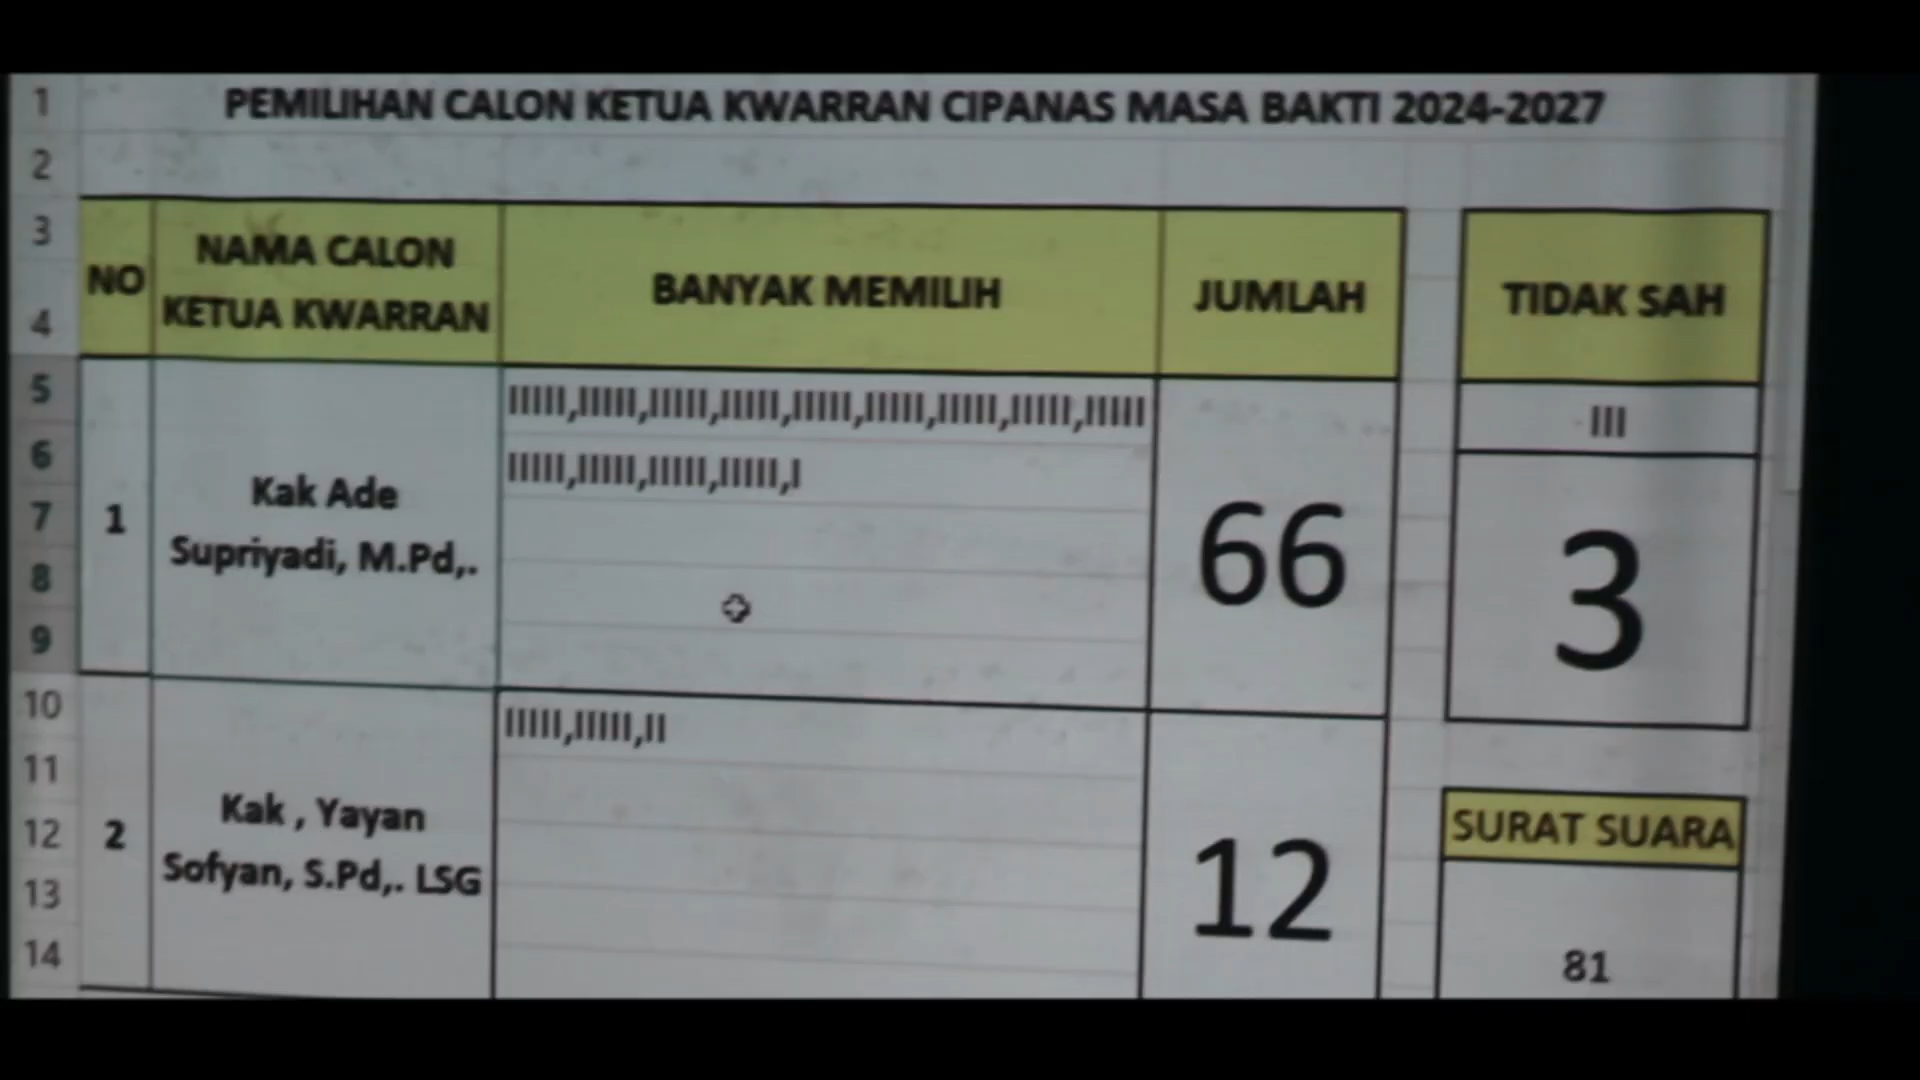 1 PEMILIHAN CALON KETUA KWARRAN CIPANAS MASA BAKTI 2024-2027
2
3
4
NO
NAMA CALON
KETUA KWARRAN
BANYAK MEMILIH
JUMLAH
TIDAK SAH
5
6
7
8
9
1
Kak Ade
Supriyadi, M.Pd,.
IIIII,IIIII,IIIII,IIIII,IIIII,IIIII,IIIII,IIIII,IIIII
IIIII,IIIII,IIIII,IIIII,I
66
III
3
10
11
12
13
14
2
Kak , Yayan
Sofyan, S.Pd,. LSG
IIIII,IIIII,II
12
SURAT SUARA
81